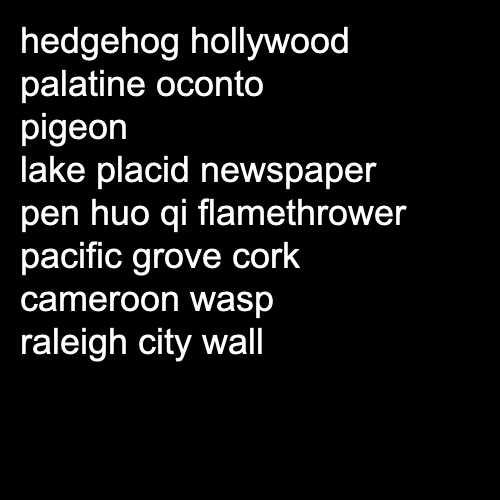 hedgehog hollywood
palatine oconto
pigeon
lake placid newspaper
pen huo qi flamethrower
pacific grove cork
cameroon wasp
raleigh city wall